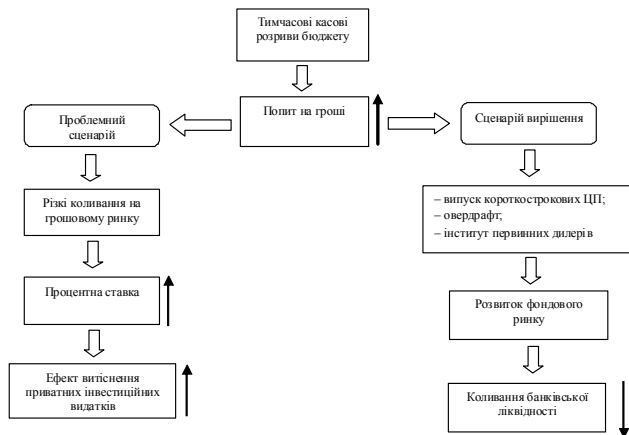 Тимчасові касові
розриви бюджету
Попит на гроші
Проблемний
сценарій
Сценарій вирішення
Різкі коливання на
грошовому ринку
– випуск короткострокових ЦП;
– овердрафт;
– інститут первинних дилерів
Процентна ставка
Розвиток фондового
ринку
Ефект витіснення
приватних інвестиційних
видатків
Коливання банківської
ліквідності